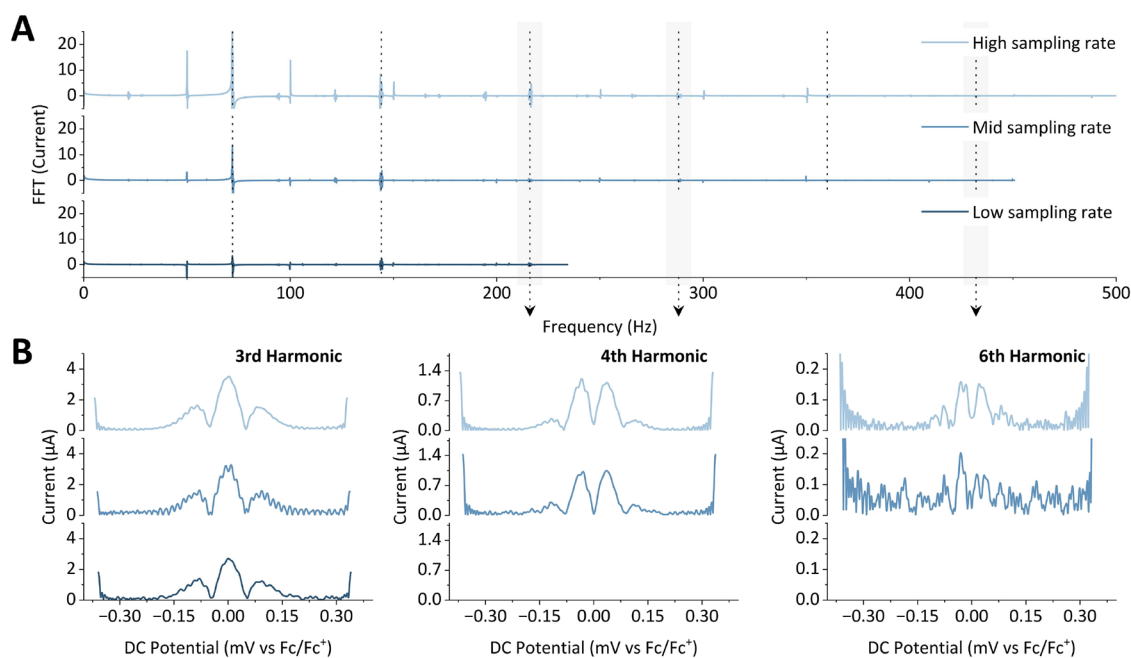 A
FFT (Current)
20
10
0
High sampling rate
20
10
0
Mid sampling rate
20
10
0
Low sampling rate
0 100 200 300 400 500
Frequency (Hz)
B
3rd Harmonic
4
2
0
4
2
0
4
2
0
Current (µA)
−0.30 −0.15 0.00 0.15 0.30
DC Potential (mV vs Fc/Fc+)
4th Harmonic
1.4
0.7
0.0
1.4
0.7
0.0
1.4
0.7
0.0
Current (µA)
−0.30 −0.15 0.00 0.15 0.30
DC Potential (mV vs Fc/Fc+)
6th Harmonic
0.2
0.1
0.0
0.2
0.1
0.0
0.2
0.1
0.0
Current (µA)
−0.30 −0.15 0.00 0.15 0.30
DC Potential (mV vs Fc/Fc+)